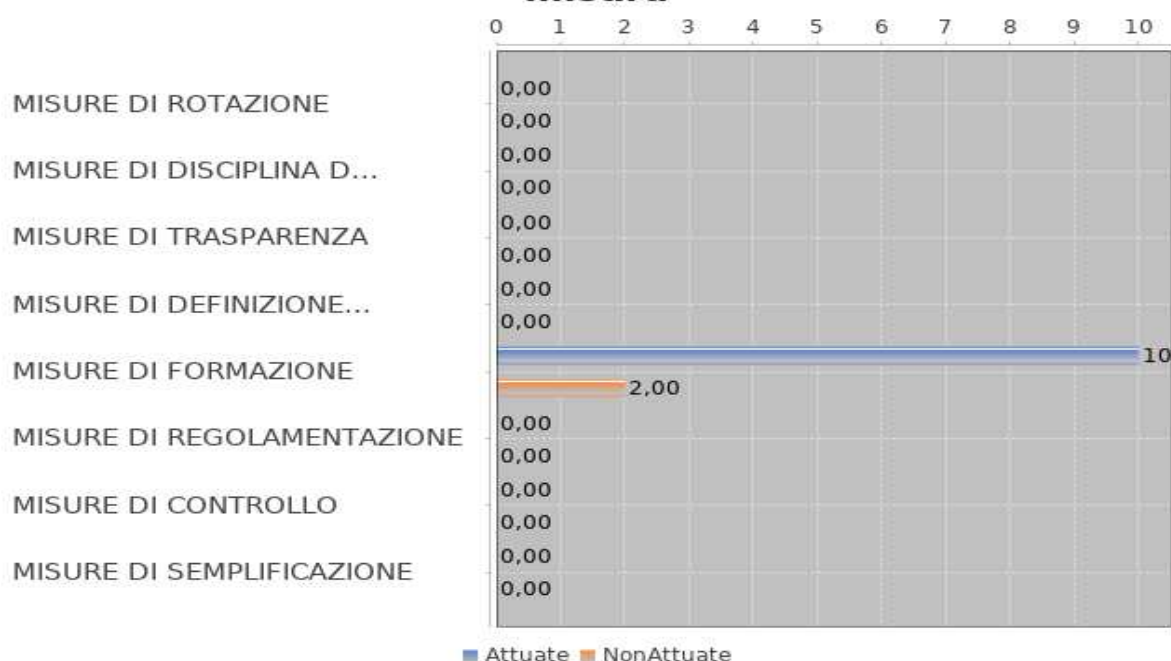 0 1 2 3 4 5 6 7 8 9 10
0,00
MISURE DI ROTAZIONE
0,00
0,00
MISURE DI DISCIPLINA D...
0,00
0,00
MISURE DI TRASPARENZA
0,00
0,00
MISURE DI DEFINIZIONE...
0,00
10
MISURE DI FORMAZIONE
2,00
0,00
MISURE DI REGOLAMENTAZIONE
0,00
0,00
MISURE DI CONTROLLO
0,00
0,00
MISURE DI SEMPLIFICAZIONE
0,00
Attuate NonAttuate